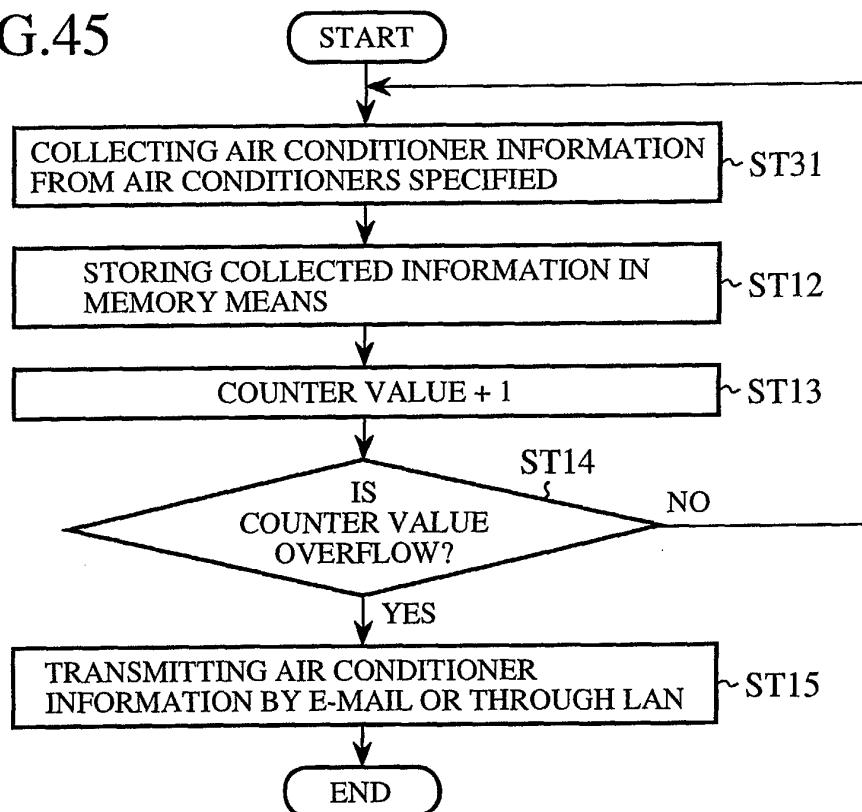 G.45
START
COLLECTING AIR CONDITIONER INFORMATION
FROM AIR CONDITIONERS SPECIFIED
ST31
STORING COLLECTED INFORMATION IN
MEMORY MEANS
ST12
COUNTER VALUE + 1
ST13
ST14
IS
COUNTER VALUE
OVERFLOW?
NO
YES
TRANSMITTING AIR CONDITIONER
INFORMATION BY E-MAIL OR THROUGH LAN
ST15
END